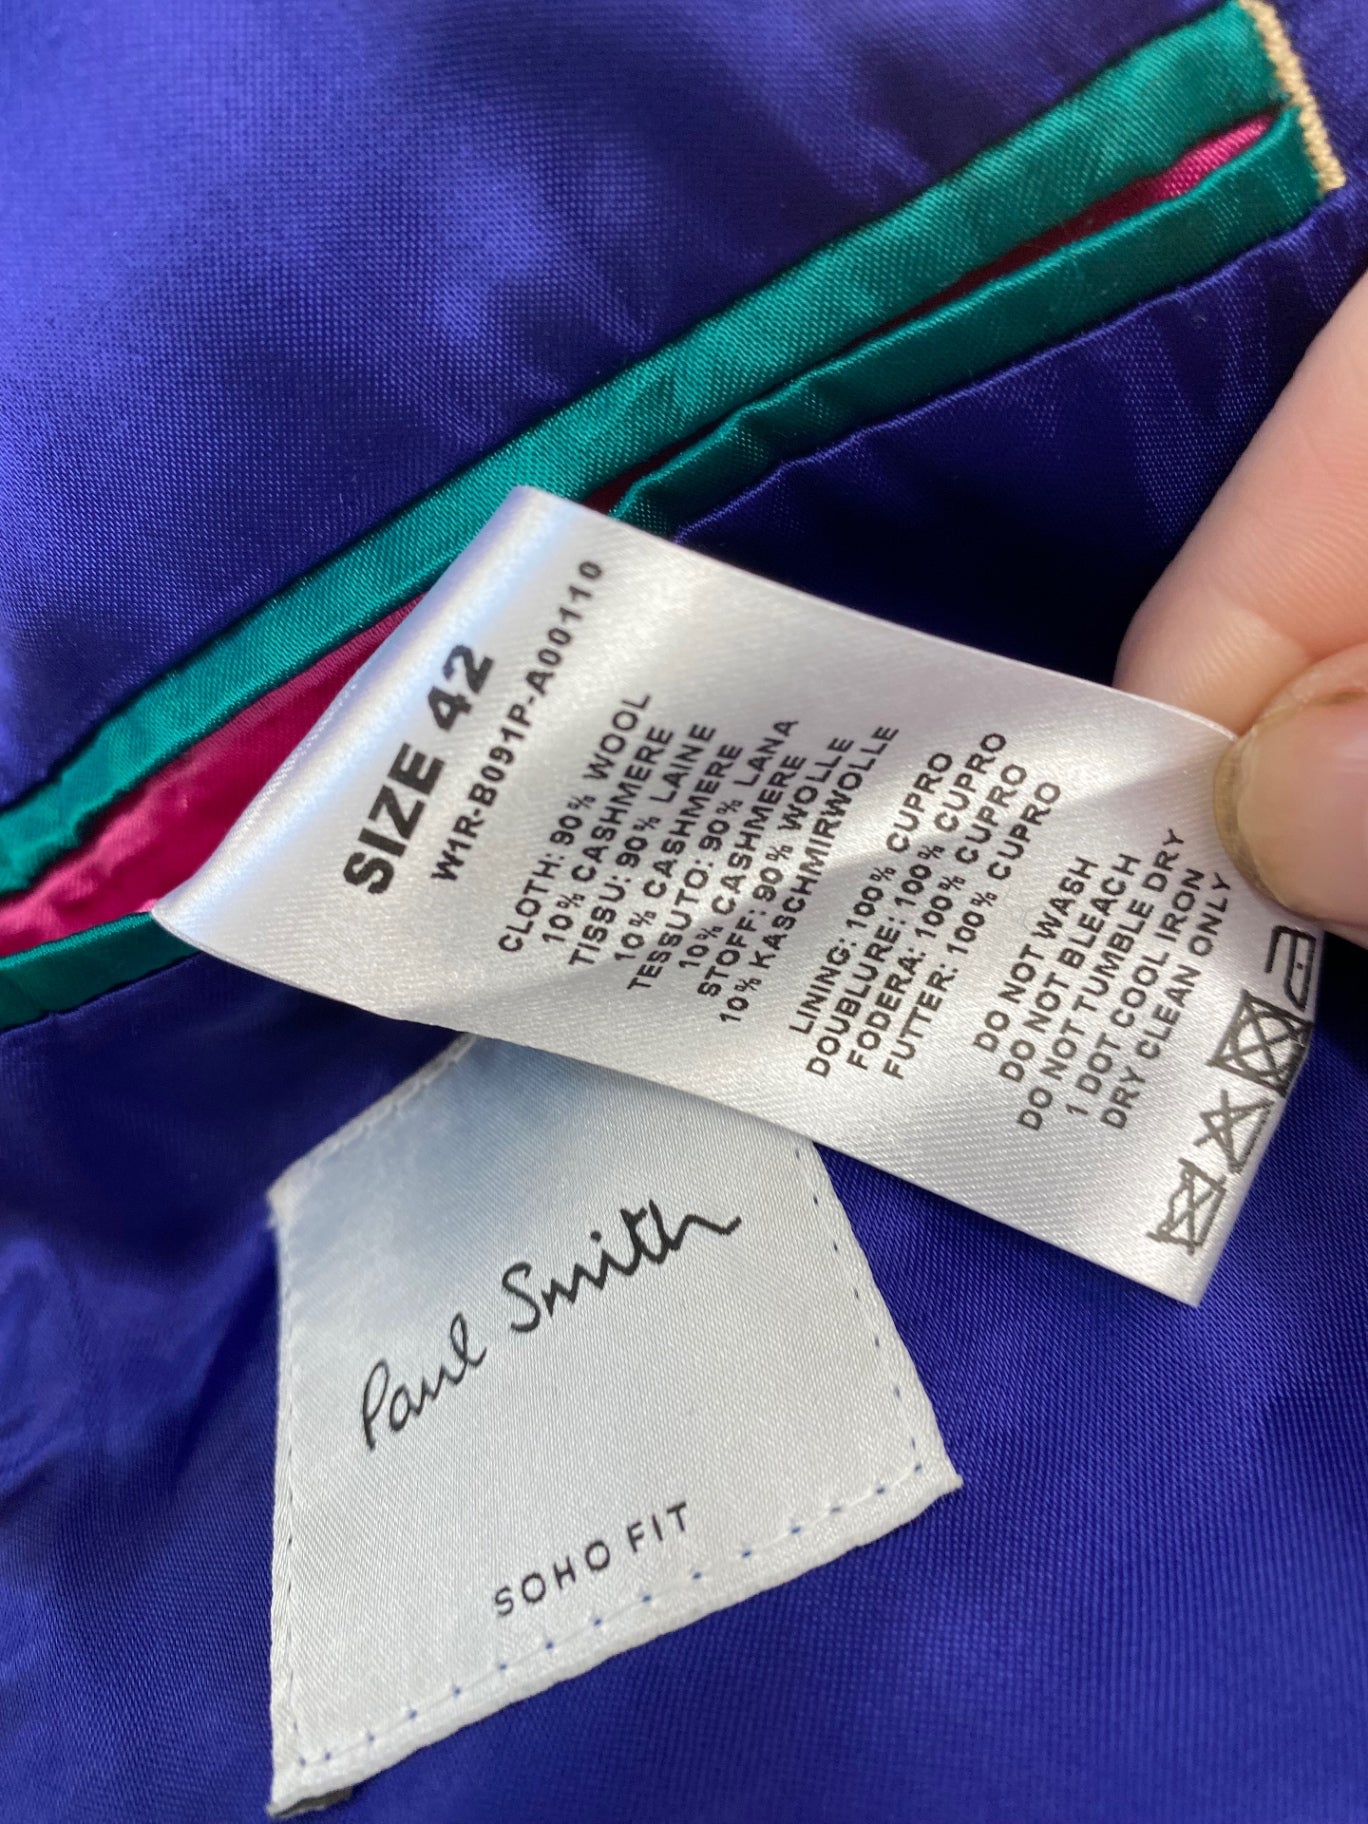 SIZE 42
W1R-B091P-A00110
CLOTH: 90% WOOL
10% CASHMERE
TISSU: 90% LAINE
10% CASHMERE
TESSUTO: 90% LANA
10% CASHMERE
STOFF: 90% WOLLE
10% KASCHMIRWOLLE
LINING: 100% CUPRO
DOUBLURE: 100% CUPRO
FODERA: 100% CUPRO
FUTTER: 100% CUPRO
DO NOT WASH
DO NOT BLEACH
DO NOT TUMBLE DRY
1 DOT COOL IRON
DRY CLEAN ONLY
Paul Smith
SOHO FIT